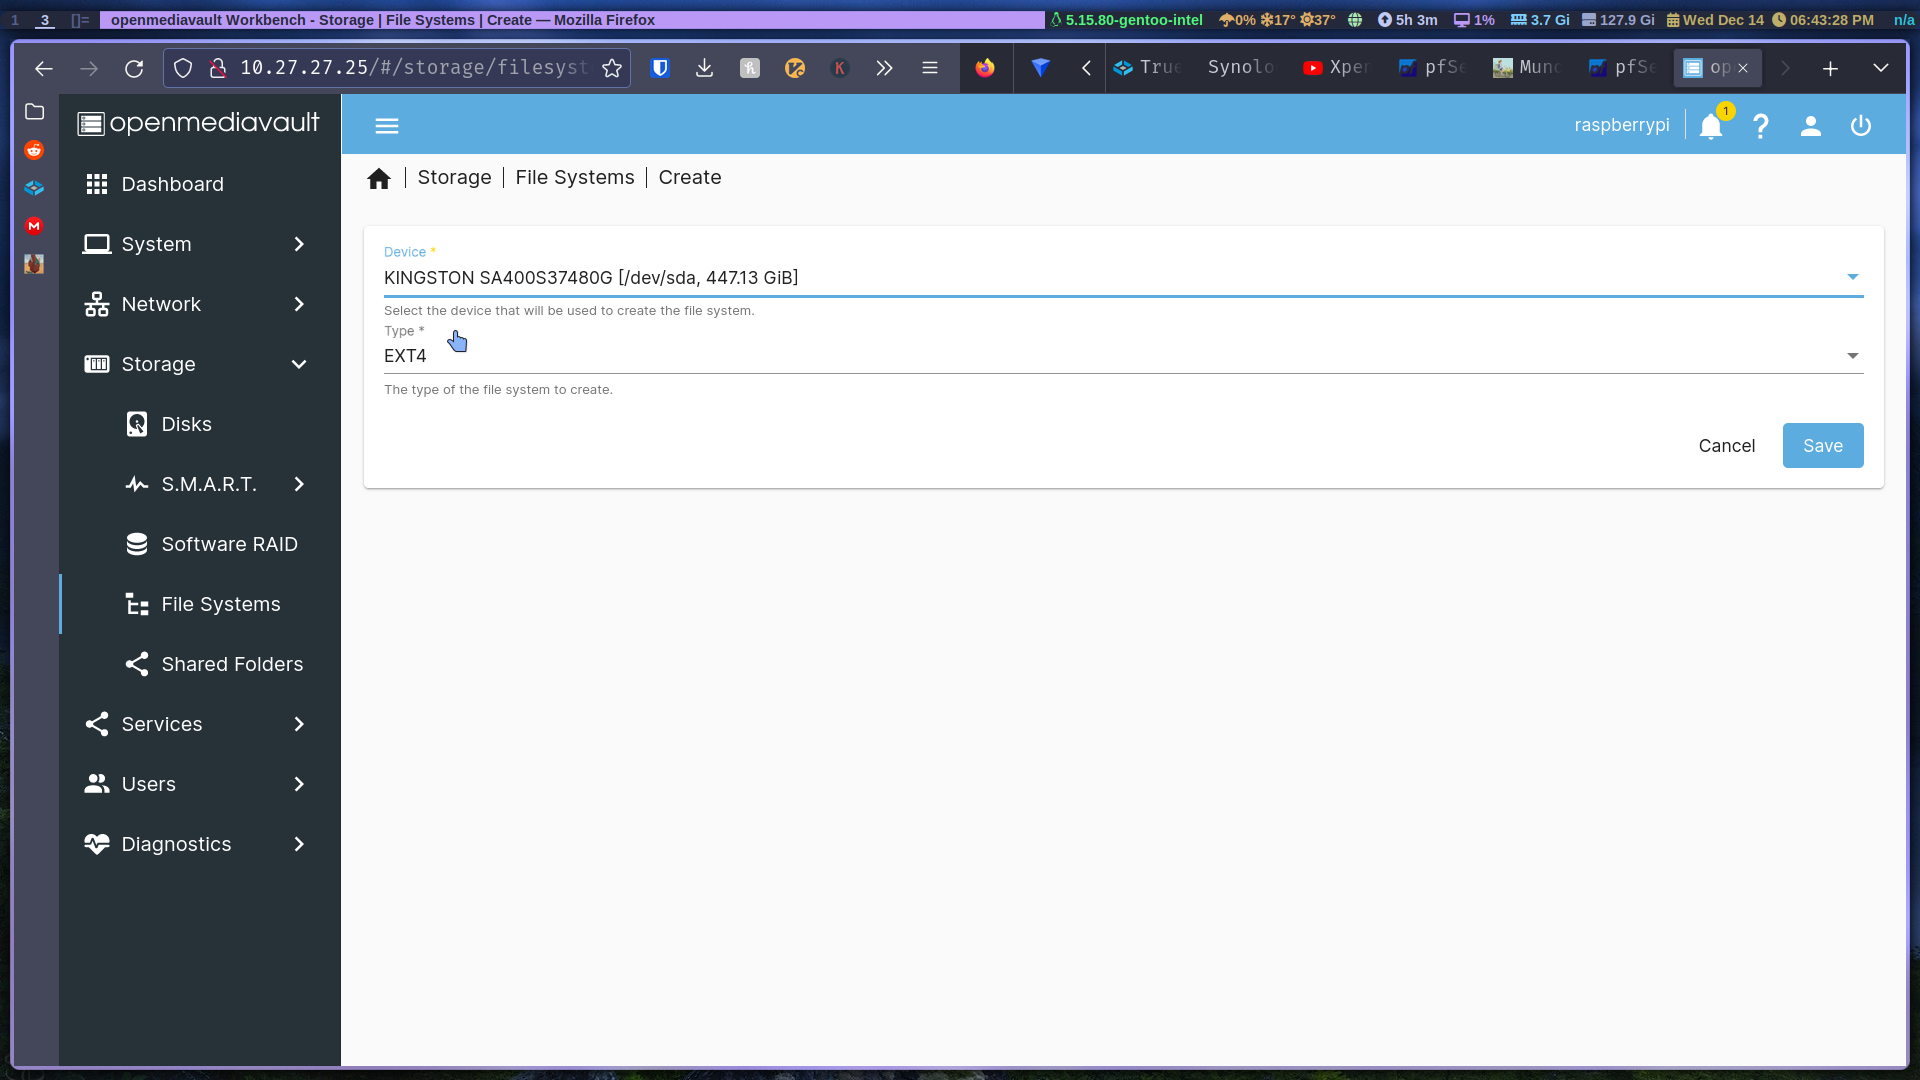 1 3 []= openmediavault Workbench - Storage | File Systems | Create — Mozilla Firefox 5.15.80-gentoo-intel 0% 17° 37° 5h 3m 1% 3.7 Gi 127.9 Gi Wed Dec 14 06:43:28 PM n/a
10.27.27.25/#/storage/filesyst True Synolo Xper pfSe Munc pfSe op
openmediavault
raspberrypi 1
Storage | File Systems | Create
Dashboard
System
Network
Storage
Disks
S.M.A.R.T.
Software RAID
File Systems
Shared Folders
Services
Users
Diagnostics
Device *
KINGSTON SA400S37480G [/dev/sda, 447.13 GiB]
Select the device that will be used to create the file system.
Type *
EXT4
The type of the file system to create.
Cancel Save